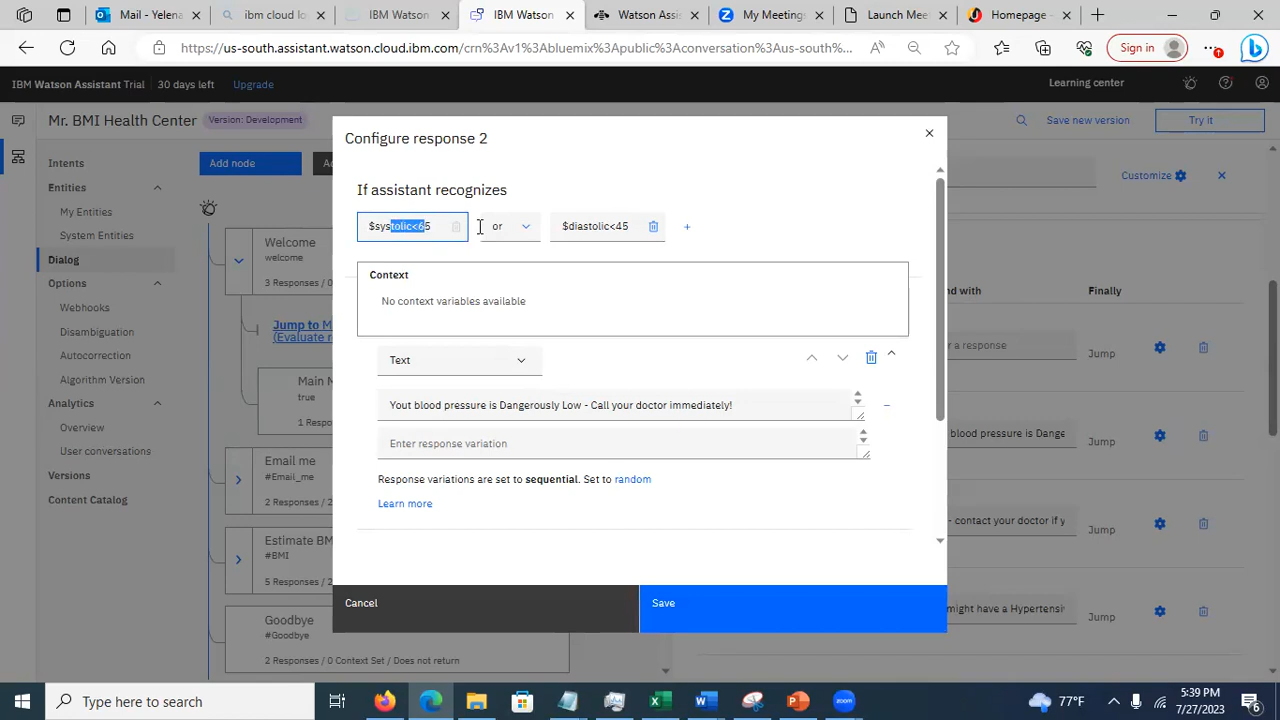 Mail - Yelena
ibm cloud lo
IBM Watson
IBM Watson
Watson Assi
My Meetings
Launch Mee
Homepage -
https://us-south.assistant.watson.cloud.ibm.com/crn%3Av1%3Abluemix%3Apublic%3Aconversation%3Aus-south%...
Sign in
IBM Watson Assistant Trial
30 days left
Upgrade
Learning center
Mr. BMI Health Center
Version: Development
Save new version
Try it
Intents
Entities
My Entities
System Entities
Dialog
Options
Webhooks
Disambiguation
Autocorrection
Algorithm Version
Analytics
Overview
User conversations
Versions
Content Catalog
Add node
Welcome
welcome
3 Responses / 0
Jump to M
(Evaluate r
Main M
true
1 Respo
Email me
#Email_me
2 Responses / 0
Estimate BM
#BMI
5 Responses / 2
Goodbye
#Goodbye
2 Responses / 0 Context Set / Does not return
Configure response 2
If assistant recognizes
$systolic<65
or
$diastolic<45
+
Context
No context variables available
Text
Yout blood pressure is Dangerously Low - Call your doctor immediately!
Enter response variation
Response variations are set to sequential. Set to random
Learn more
Cancel
Save
Customize
nd with
Finally
r a response
Jump
blood pressure is Dange
Jump
- contact your doctor if y
Jump
might have a Hypertensi
Jump
Type here to search
77°F
5:39 PM
7/27/2023
6